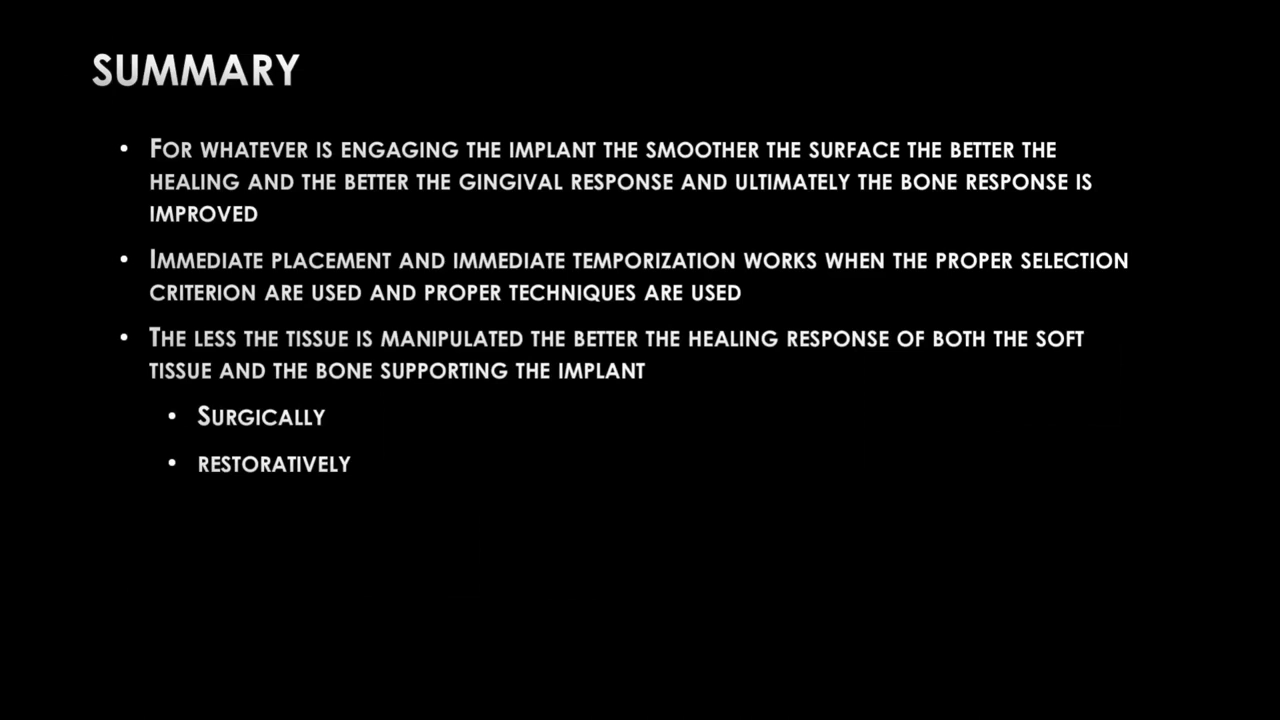 SUMMARY
• FOR WHATEVER IS ENGAGING THE IMPLANT THE SMOOTHER THE SURFACE THE BETTER THE
HEALING AND THE BETTER THE GINGIVAL RESPONSE AND ULTIMATELY THE BONE RESPONSE IS
IMPROVED
• IMMEDIATE PLACEMENT AND IMMEDIATE TEMPORIZATION WORKS WHEN THE PROPER SELECTION
CRITERION ARE USED AND PROPER TECHNIQUES ARE USED
• THE LESS THE TISSUE IS MANIPULATED THE BETTER THE HEALING RESPONSE OF BOTH THE SOFT
TISSUE AND THE BONE SUPPORTING THE IMPLANT
• SURGICALLY
• RESTORATIVELY